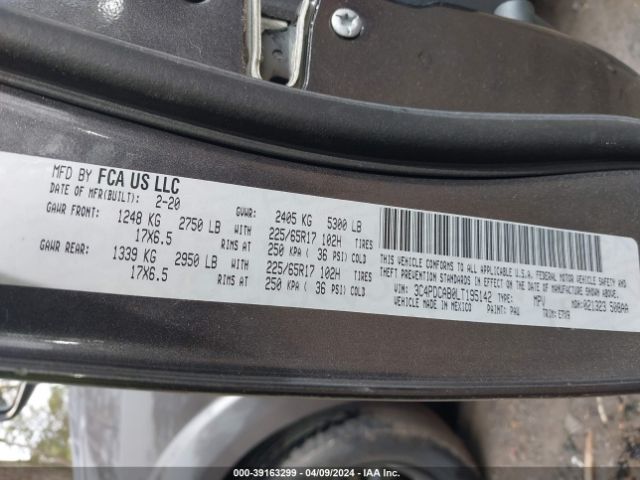 MFD BY FCA US LLC
DATE OF MFR(BUILT): 2-20 GVWR: 2405 KG 5300 LB
GAWR FRONT: 1248 KG 2750 LB WITH 225/65R17 102H TIRES
17X6.5 RIMS AT 250 KPA ( 36 PSI) COLD
GAWR REAR: 1339 KG 2950 LB WITH 225/65R17 102H TIRES
17X6.5 RIMS AT 250 KPA ( 36 PSI) COLD
THIS VEHICLE CONFORMS TO ALL APPLICABLE U.S.A. FEDERAL MOTOR VEHICLE SAFETY AND
THEFT PREVENTION STANDARDS IN EFFECT ON THE DATE OF MANUFACTURE SHOWN ABOVE
VIN: 3C4PDCAB0LT195142 TYPE: MPV MDH:
VEHICLE MADE IN MEXICO PAINT: PAU TRIM:
000-39163299 - 04/09/2024 - IAA Inc.